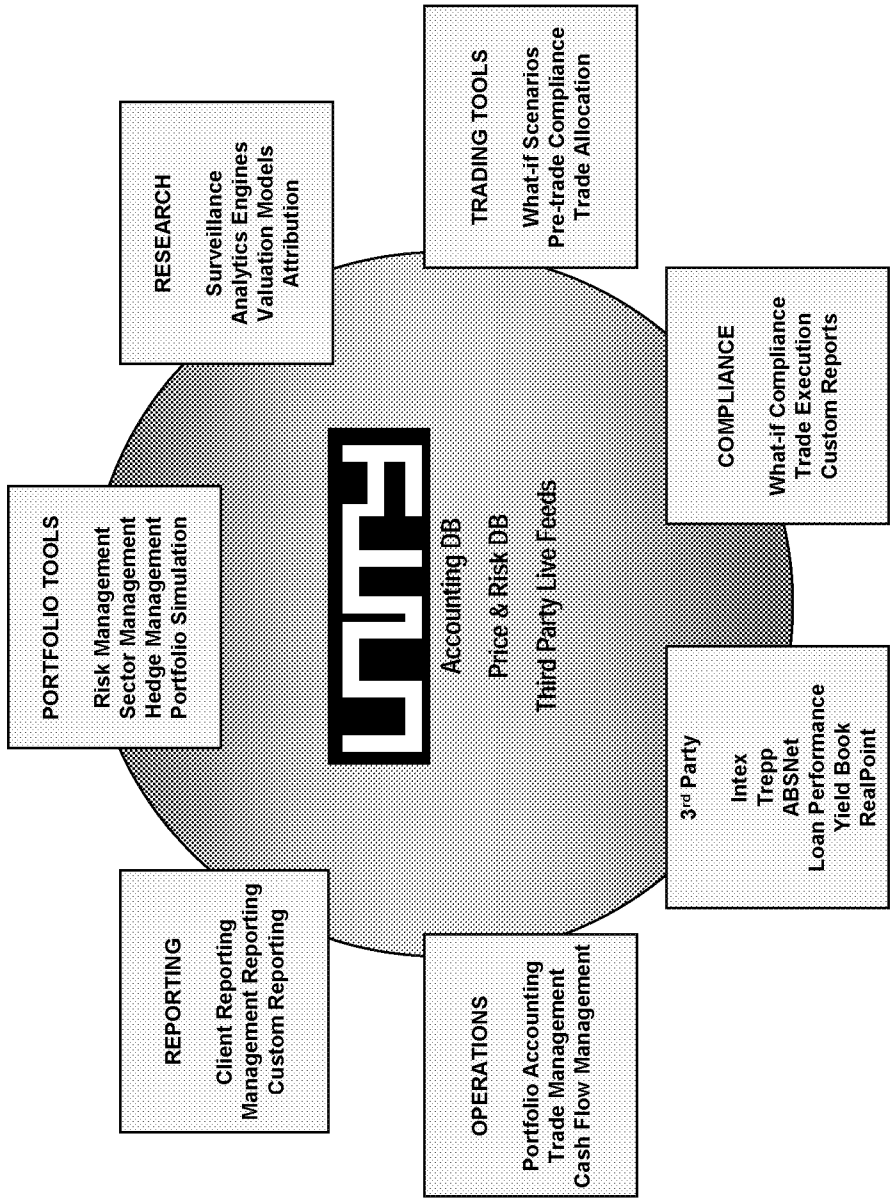 PORTFOLIO TOOLS
Risk Management
Sector Management
Hedge Management
Portfolio Simulation
REPORTING
Client Reporting
Management Reporting
Custom Reporting
RESEARCH
Surveillance
Analytics Engines
Valuation Models
Attribution
Accounting DB
Price & Risk DB
Third Party Live Feeds
OPERATIONS
Portfolio Accounting
Trade Management
Cash Flow Management
TRADING TOOLS
What-if Scenarios
Pre-trade Compliance
Trade Allocation
3rd Party
Intex
Trepp
ABSNet
Loan Performance
Yield Book
RealPoint
COMPLIANCE
What-if Compliance
Trade Execution
Custom Reports